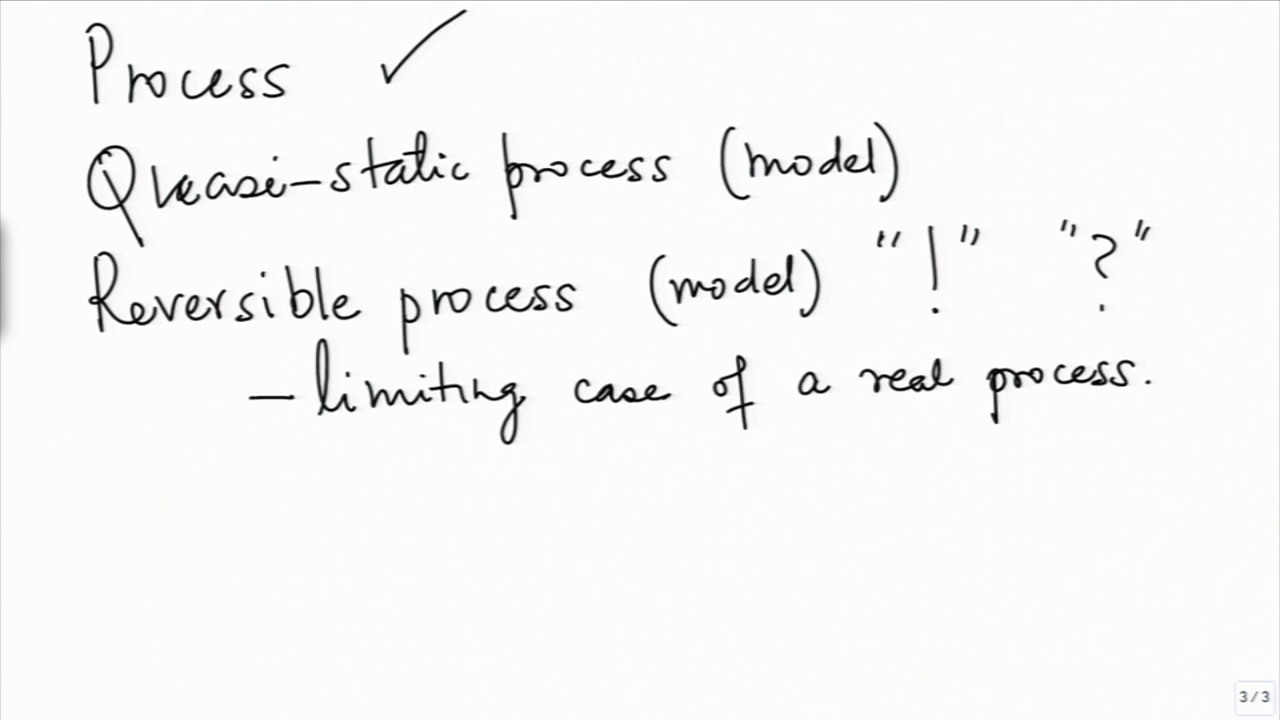 Process ✓
Quasi-static process (model)
Reversible process (model) "!" "?"
- limiting case of a real process.
3/3